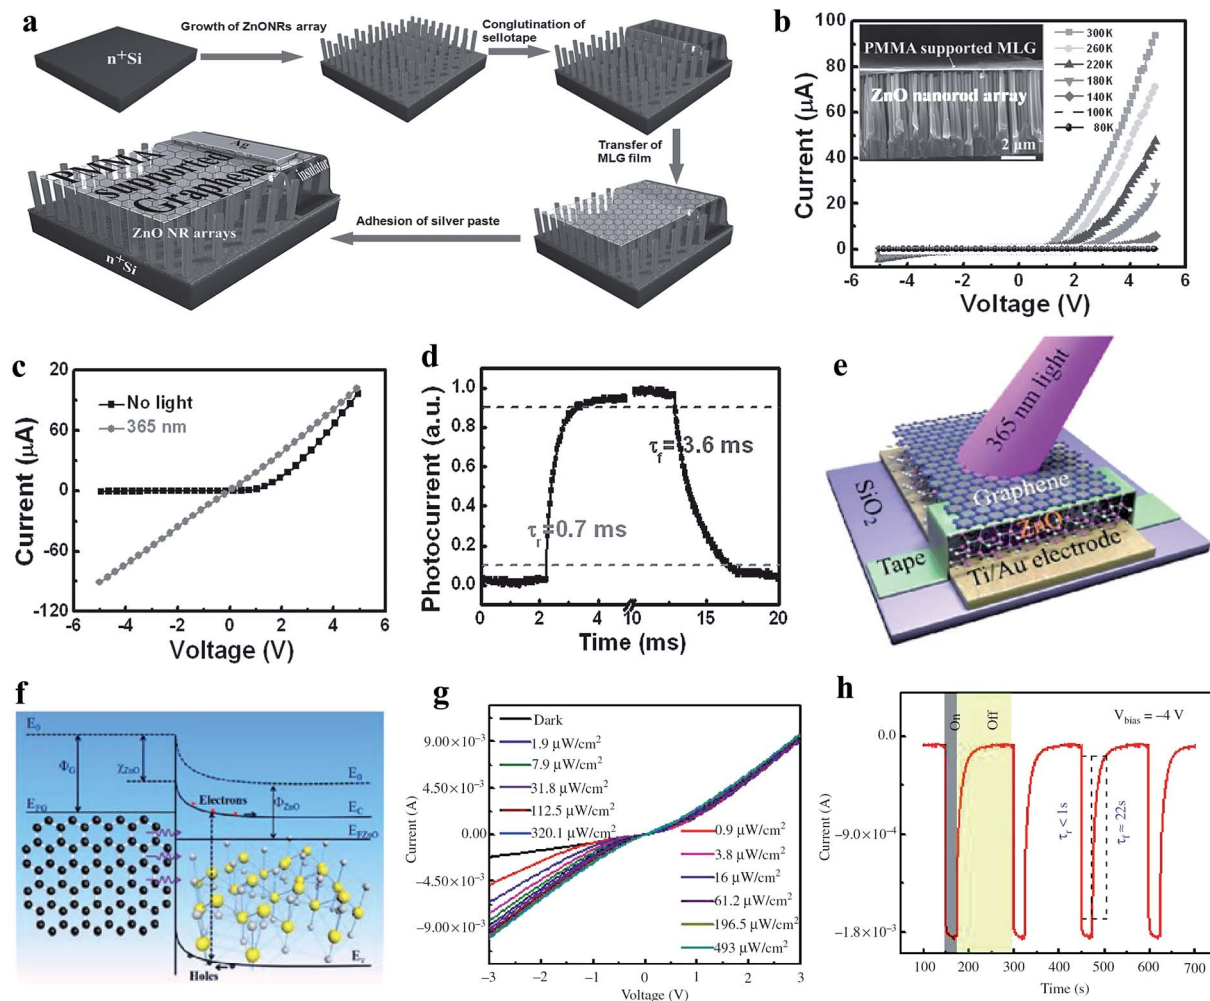 a
Growth of ZnONRs array
Conglutination of
sellotape
n⁺Si
Transfer of
MLG film
Adhesion of silver paste
Ag
PMMA
supported
Graphene
insulator
ZnO NR arrays
n⁺Si
b
Current (μA)
100
80
60
40
20
0
-6 -4 -2 0 2 4 6
Voltage (V)
PMMA supported MLG
ZnO nanorod array
2 μm
300K
260K
220K
180K
140K
100K
80K
c
Current (μA)
20
60
0
-60
-120
-6 -4 -2 0 2 4 6
Voltage (V)
No light
365 nm
d
Photocurrent (a.u.)
1.0
0.8
0.6
0.4
0.2
0.0
0 2 4 10 15 20
Time (ms)
τr=0.7 ms
τf=3.6 ms
e
365 nm light
Graphene
SiO₂
ZnO
Tape
Ti/Au electrode
f
E₀
Φ_G
χ_ZnO
E_FG
Electrons
Φ_ZnO
E₀
E_C
E_FZnO
E_v
Holes
g
Current (A)
9.00×10⁻³
4.50×10⁻³
0.00
−4.50×10⁻³
−9.00×10⁻³
−3 −2 −1 0 1 2 3
Voltage (V)
Dark
1.9 μW/cm²
7.9 μW/cm²
31.8 μW/cm²
112.5 μW/cm²
320.1 μW/cm²
0.9 μW/cm²
3.8 μW/cm²
16 μW/cm²
61.2 μW/cm²
196.5 μW/cm²
493 μW/cm²
h
On
Off
V_bias = −4 V
Current (A)
0.0
−9.0×10⁻⁴
−1.8×10⁻³
τr < 1s
τf ≈ 22s
100 200 300 400 500 600 700
Time (s)